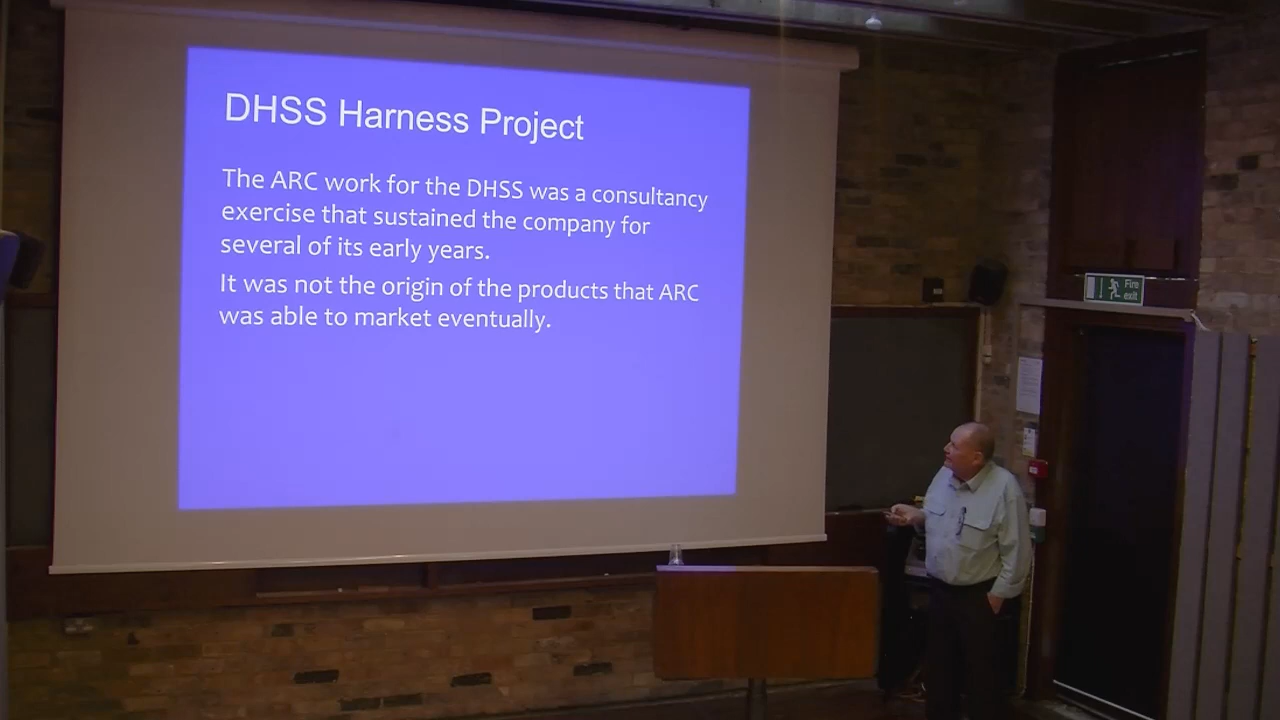 DHSS Harness Project
The ARC work for the DHSS was a consultancy
exercise that sustained the company for
several of its early years.
It was not the origin of the products that ARC
was able to market eventually.
Fire
exit